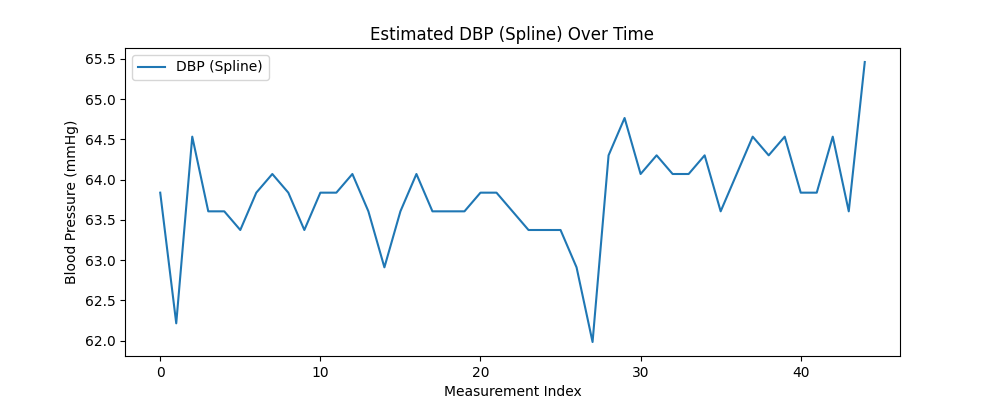 Estimated DBP (Spline) Over Time
DBP (Spline)
Blood Pressure (mmHg)
65.5
65.0
64.5
64.0
63.5
63.0
62.5
62.0
0 10 20 30 40
Measurement Index